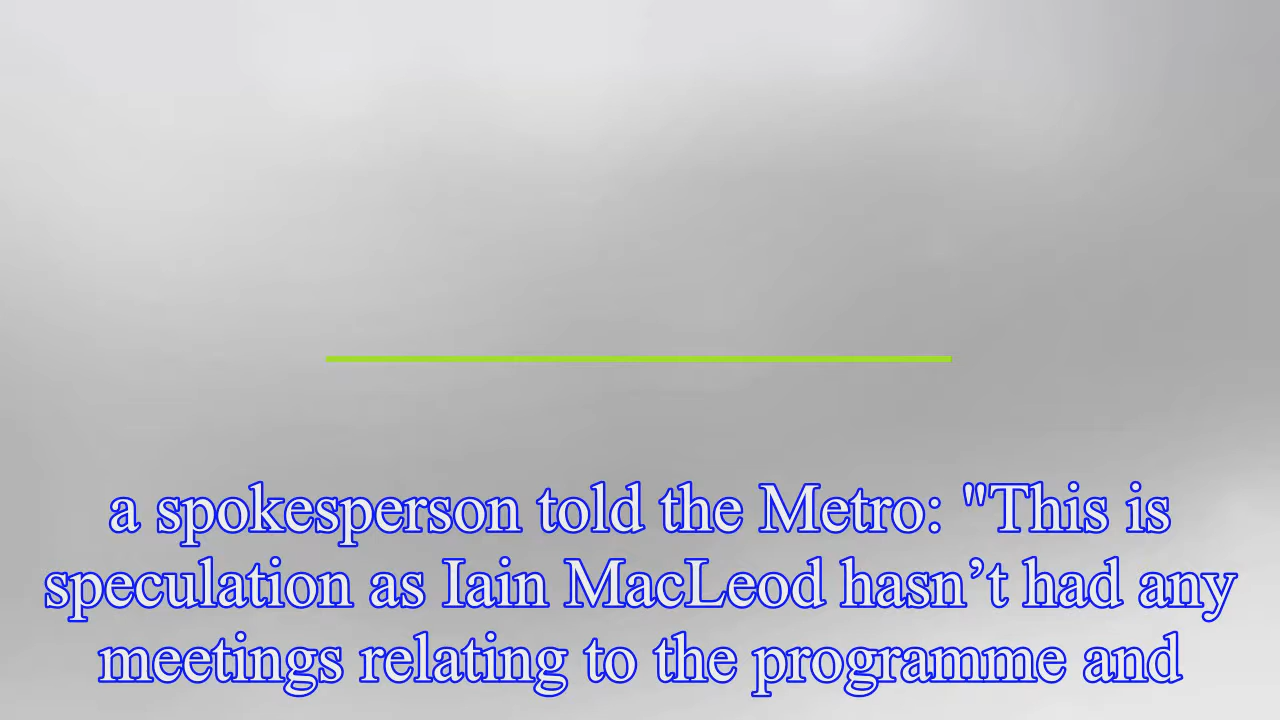 a spokesperson told the Metro: "This is
speculation as Iain MacLeod hasn’t had any
meetings relating to the programme and